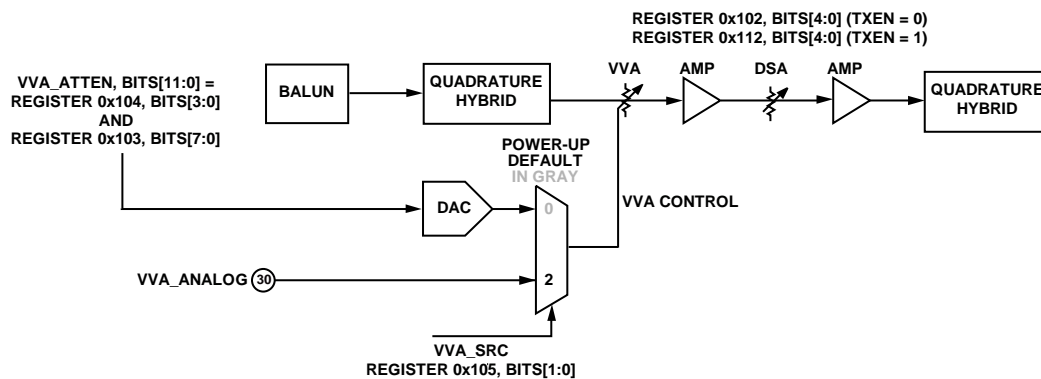 REGISTER 0x102, BITS[4:0] (TXEN = 0)
REGISTER 0x112, BITS[4:0] (TXEN = 1)
VVA_ATTEN, BITS[11:0] =
REGISTER 0x104, BITS[3:0]
AND
REGISTER 0x103, BITS[7:0]
BALUN
QUADRATURE
HYBRID
VVA
AMP
DSA
AMP
QUADRATURE
HYBRID
POWER-UP
DEFAULT
IN GRAY
DAC
0
VVA CONTROL
VVA_ANALOG
30
2
VVA_SRC
REGISTER 0x105, BITS[1:0]